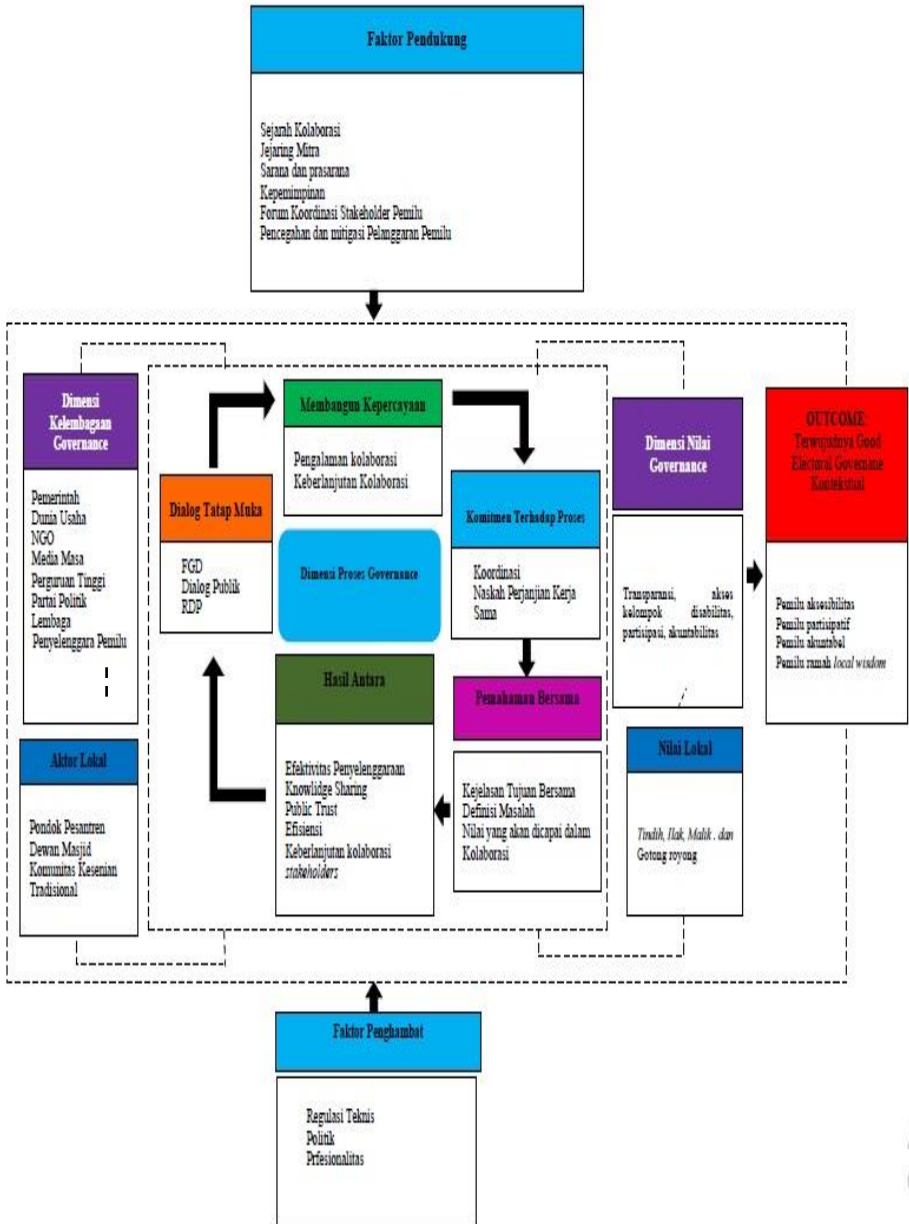 Faktor Pendukung
Sejarah Kolaborasi
Jejaring Mitra
Sarana dan prasarana
Kepemimpinan
Forum Koordinasi Stakeholder Pemilu
Pencegahan dan mitigasi Pelanggaran Pemilu
Dimensi
Kelembagaan
Governance
Pemerintah
Dunia Usaha
NGO
Media Masa
Perguruan Tinggi
Partai Politik
Lembaga
Penyelenggara Pemilu
Aktor Lokal
Pondok Pesantren
Dewan Masjid
Komunitas Kesenian
Tradisional
Dialog Tatap Muka
FGD
Dialog Publik
RDP
Membangun Kepercayaan
Pengalaman kolaborasi
Keberlanjutan Kolaborasi
Dimensi Proses Governance
Komitmen Terhadap Proses
Koordinasi
Naskah Perjanjian Kerja
Sama
Pemahaman Bersama
Kejelasan Tujuan Bersama
Definisi Masalah
Nilai yang akan dicapai dalam
Kolaborasi
Hasil Antara
Efektivitas Penyelenggaraan
Knowlidge Sharing
Public Trust
Efisiensi
Keberlanjutan kolaborasi
stakeholders
Dimensi Nilai
Governance
Transparansi, akses
kelompok disabilitas,
partisipasi, akuntabilitas
Nilai Lokal
Tindih, Ilak, Malik . dan
Gotong royong
OUTCOME:
Terwujudnya Good
Electoral Governane
Kontekstual
Pemilu aksesibilitas
Pemilu partisipatif
Pemilu akuntabel
Pemilu ramah local wisdom
Faktor Penghambat
Regulasi Teknis
Politik
Prfesionalitas